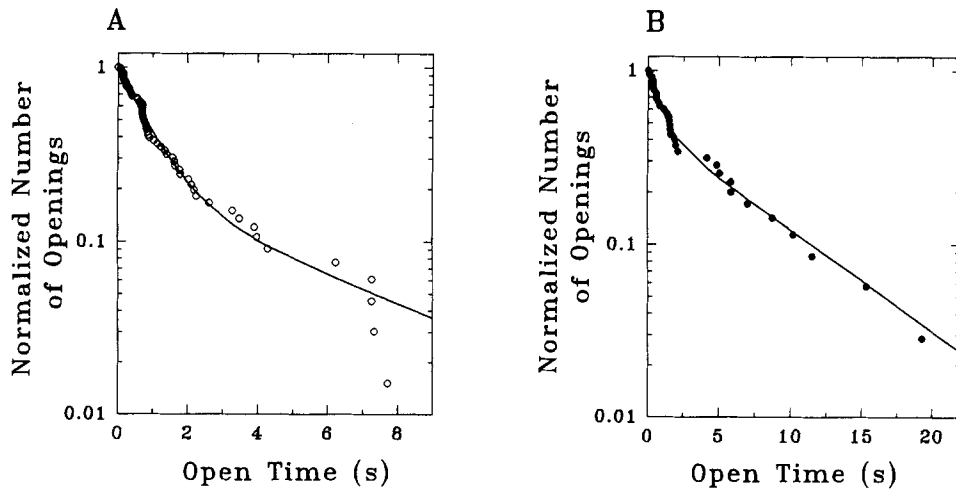 A
Normalized Number
of Openings
1
0.1
0.01
0 2 4 6 8
Open Time (s)
B
Normalized Number
of Openings
1
0.1
0.01
0 5 10 15 20
Open Time (s)